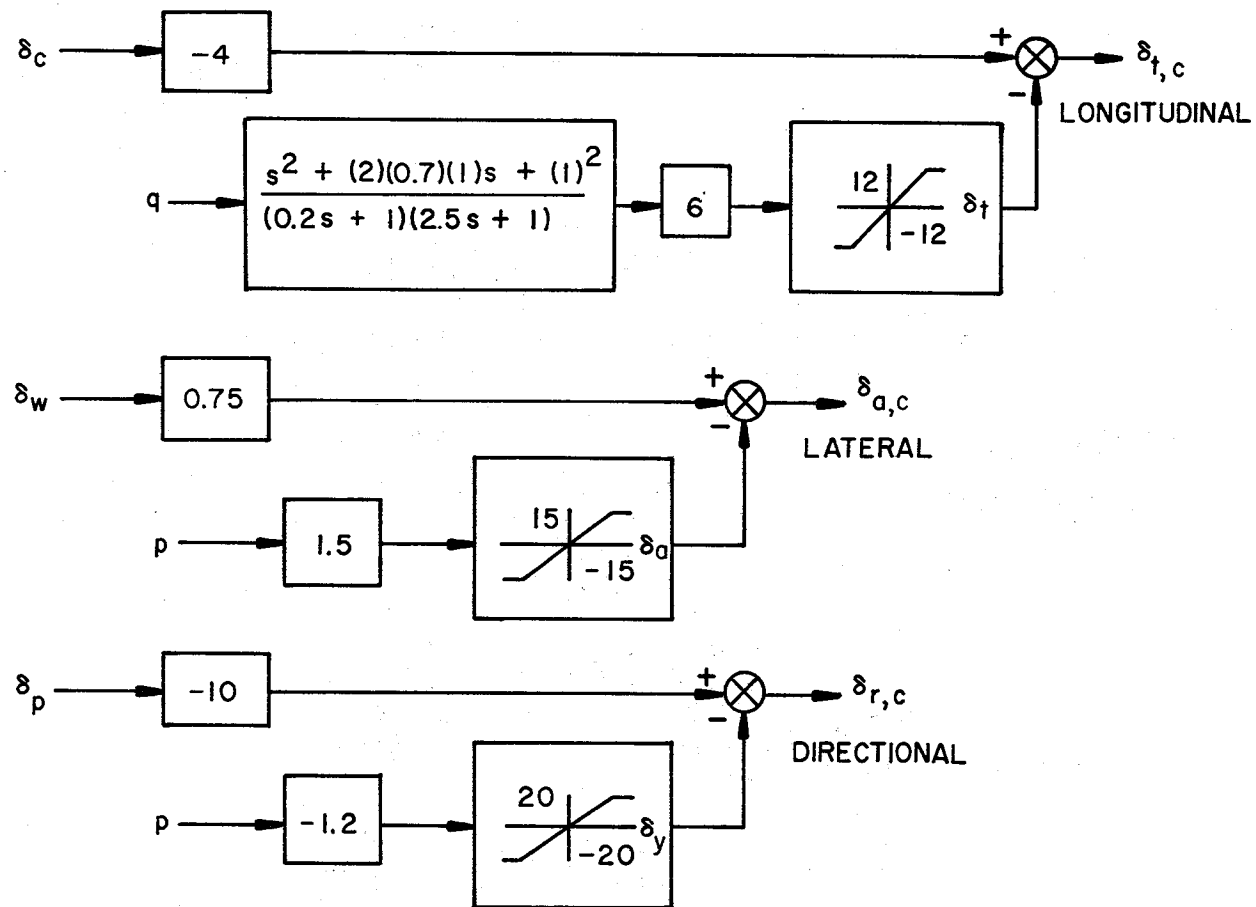 δc
-4
+
-
δt,c
LONGITUDINAL
q
s² + (2)(0.7)(1)s + (1)²
(0.2s + 1)(2.5s + 1)
6
12
-12
δt
δw
0.75
+
-
δa,c
LATERAL
p
1.5
15
-15
δa
δp
-10
+
-
δr,c
DIRECTIONAL
p
-1.2
20
-20
δy